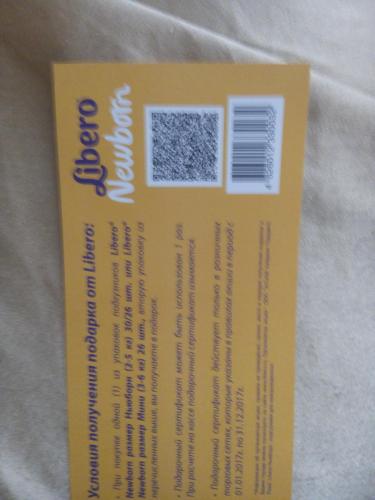 Libero
Newborn
Условия получения подарка от Libero:
• При покупке одной (1) из упаковок подгузников Libero
Newborn размер Ньюборн (2-5 кг) 30/26 шт. или Libero
Newborn размер Мини (3-6 кг) 26 шт., вторую упаковку из
перечисленных выше, вы получаете в подарок.
• Подарочный сертификат может быть использован 1 раз.
При расчете на кассе подарочный сертификат изымается.
• Подарочный сертификат действует только в розничных
торговых сетях, которые указаны в правилах акции в период с
01.01.2017г. по 31.12.2017г.